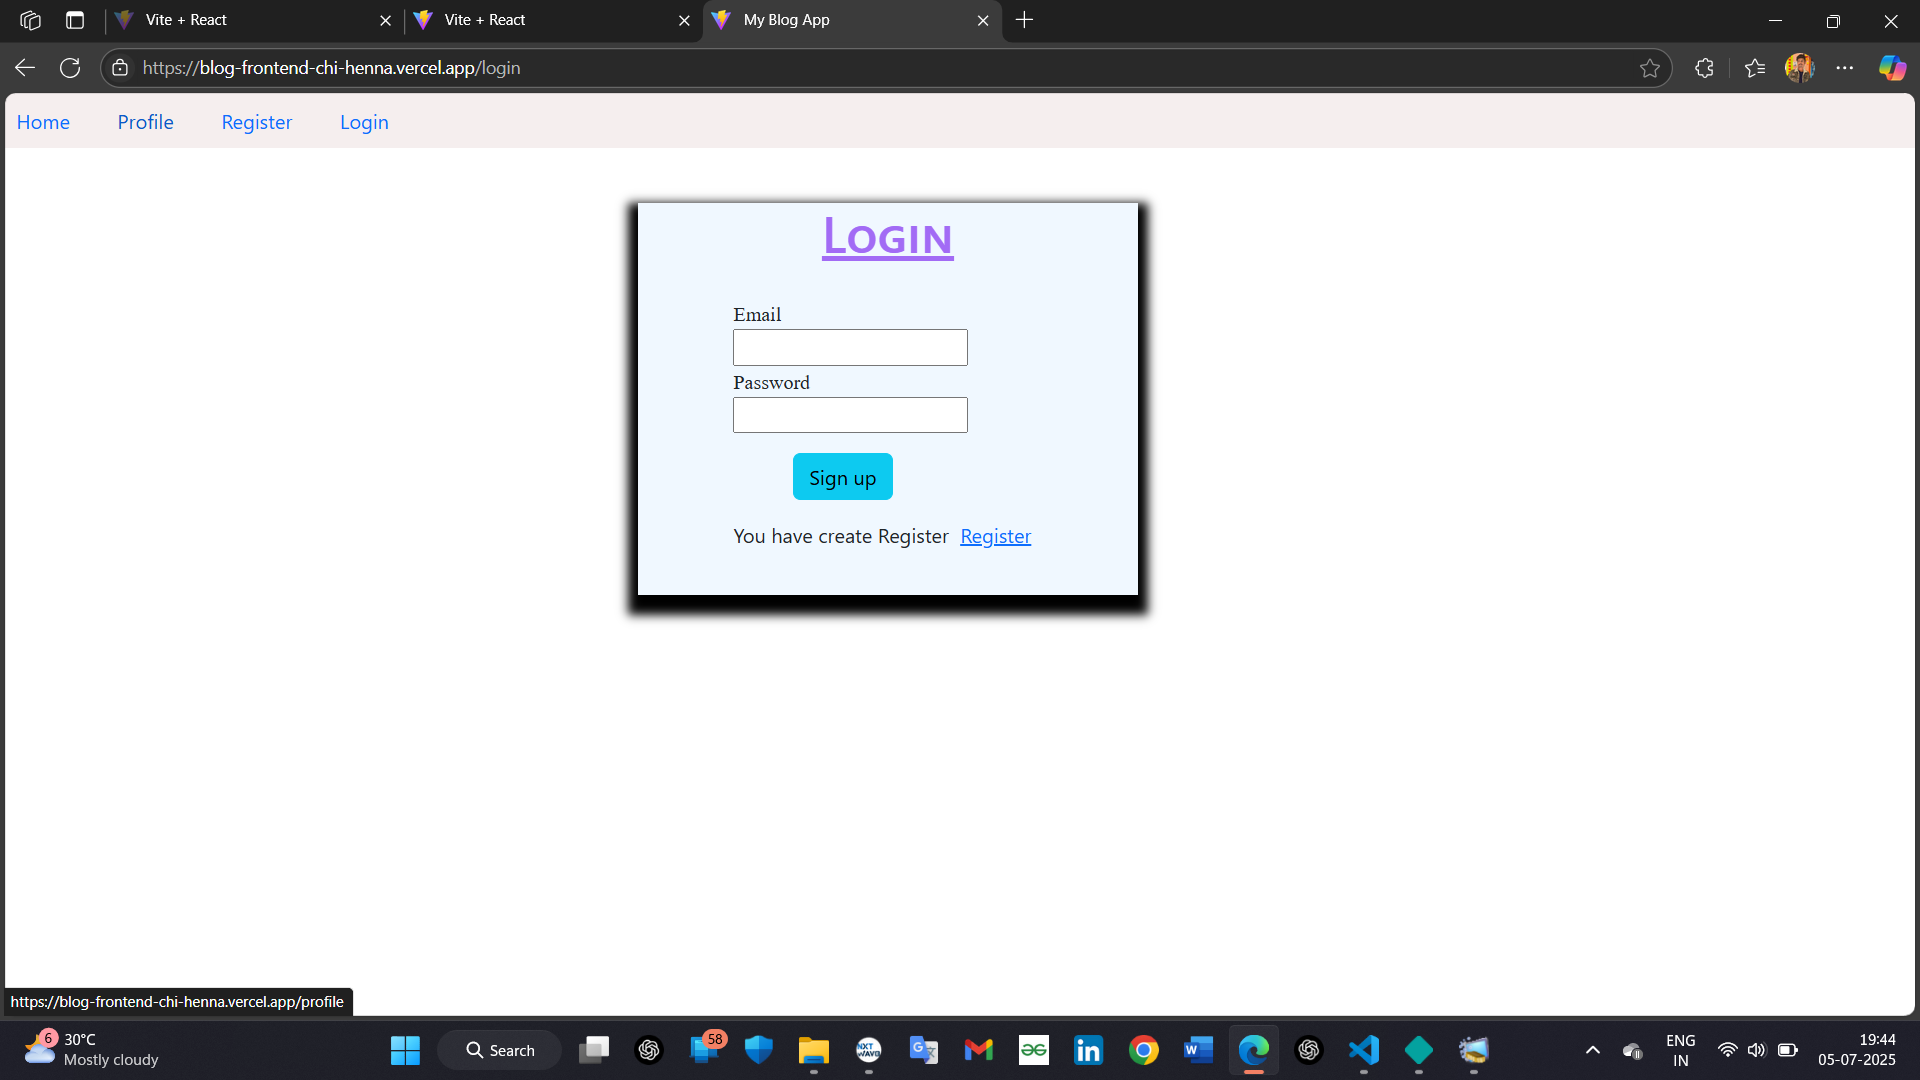 Vite + React
Vite + React
My Blog App
https://blog-frontend-chi-henna.vercel.app/login
Home Profile Register Login
Login
Email
Password
Sign up
You have create Register Register
https://blog-frontend-chi-henna.vercel.app/profile
6
30°C
Mostly cloudy
Search
58
NXT
WAVE
ENG
IN
19:44
05-07-2025